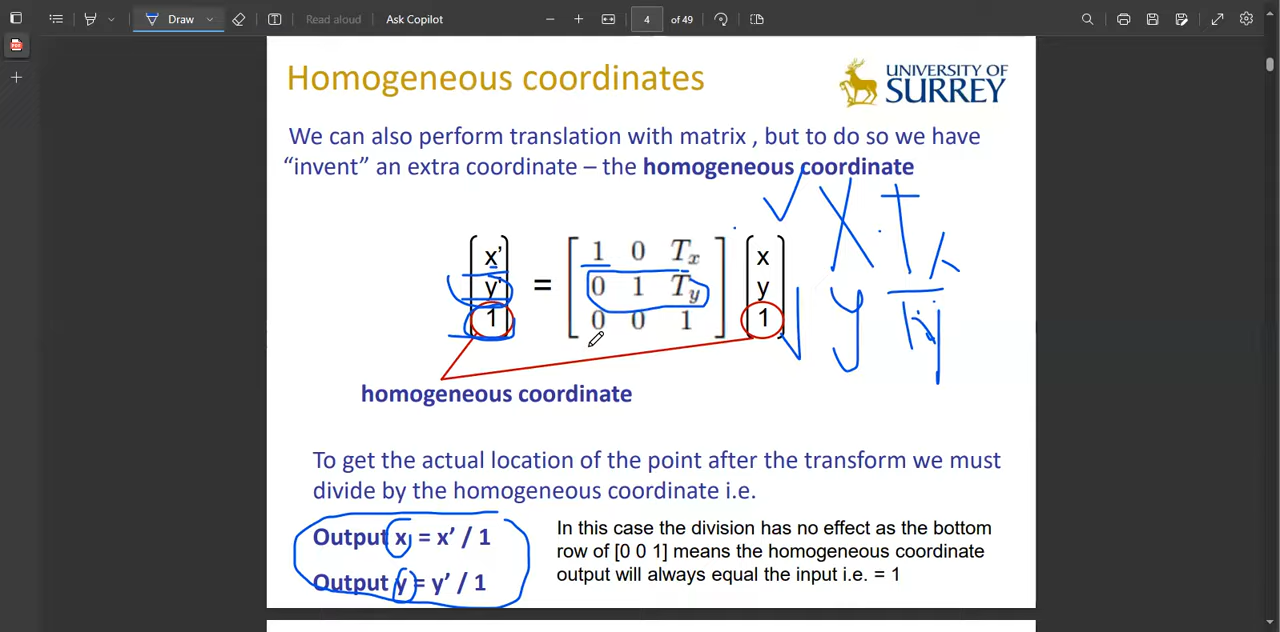 Draw
Read aloud
Ask Copilot
4 of 49
Homogeneous coordinates
UNIVERSITY OF
SURREY
We can also perform translation with matrix , but to do so we have
“invent” an extra coordinate – the homogeneous coordinate
x' 1 0 Tx x
y' = 0 1 Ty y
1 0 0 1 1
X T
y
homogeneous coordinate
To get the actual location of the point after the transform we must
divide by the homogeneous coordinate i.e.
Output x = x’ / 1
Output y = y’ / 1
In this case the division has no effect as the bottom
row of [0 0 1] means the homogeneous coordinate
output will always equal the input i.e. = 1